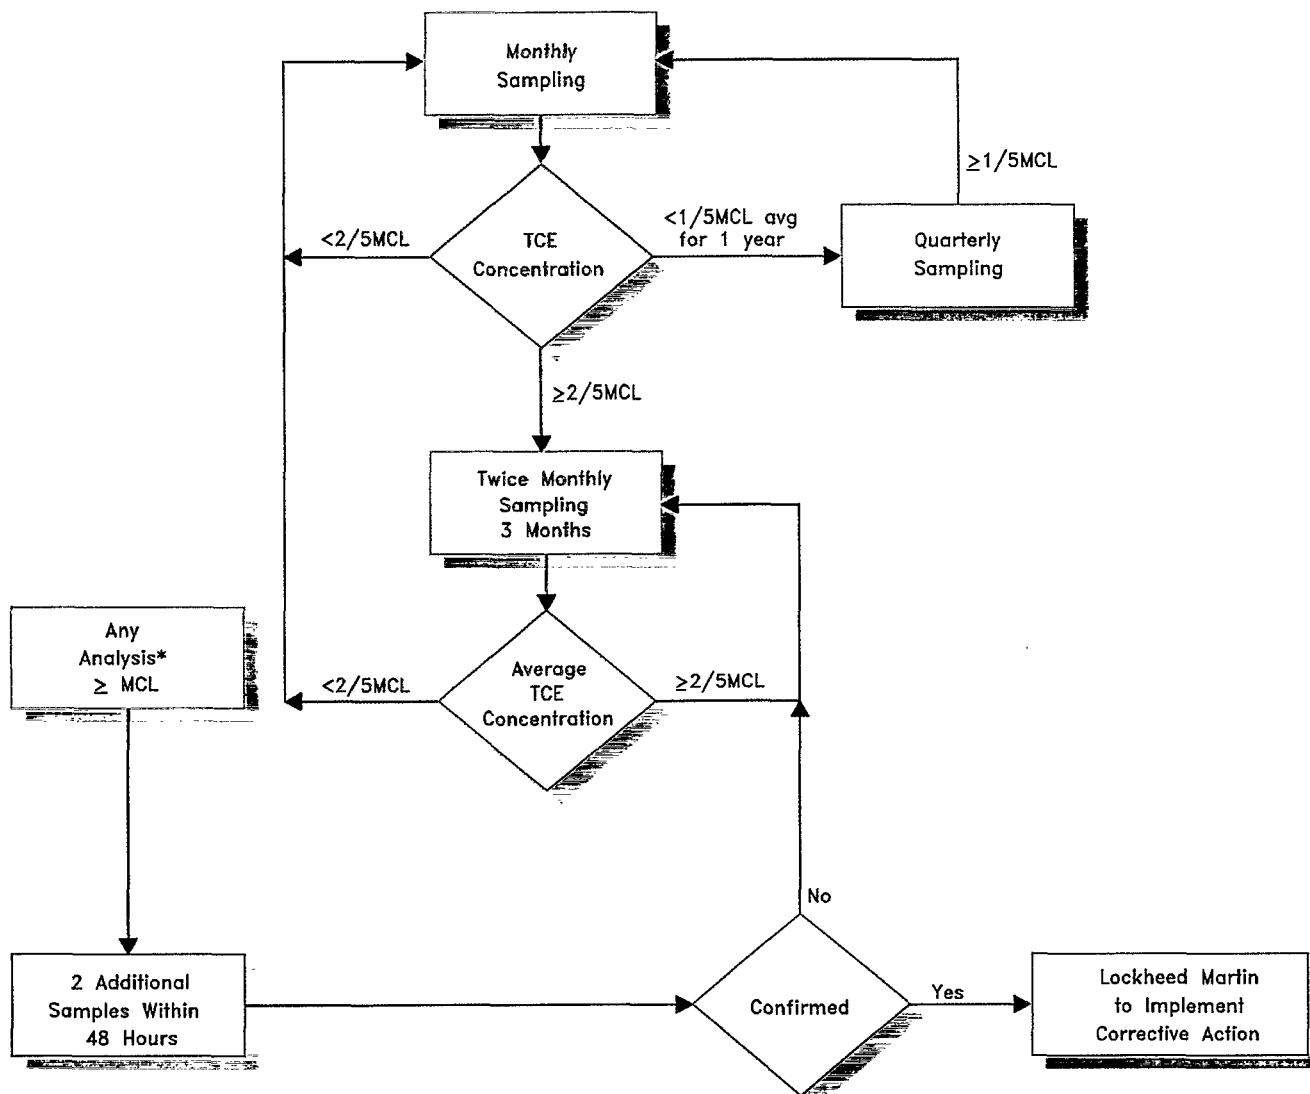 Monthly
Sampling
≥1/5MCL
<2/5MCL
TCE
Concentration
<1/5MCL avg
for 1 year
Quarterly
Sampling
≥2/5MCL
Twice Monthly
Sampling
3 Months
Any
Analysis*
≥ MCL
<2/5MCL
Average
TCE
Concentration
≥2/5MCL
No
2 Additional
Samples Within
48 Hours
Confirmed
Yes
Lockheed Martin
to Implement
Corrective Action